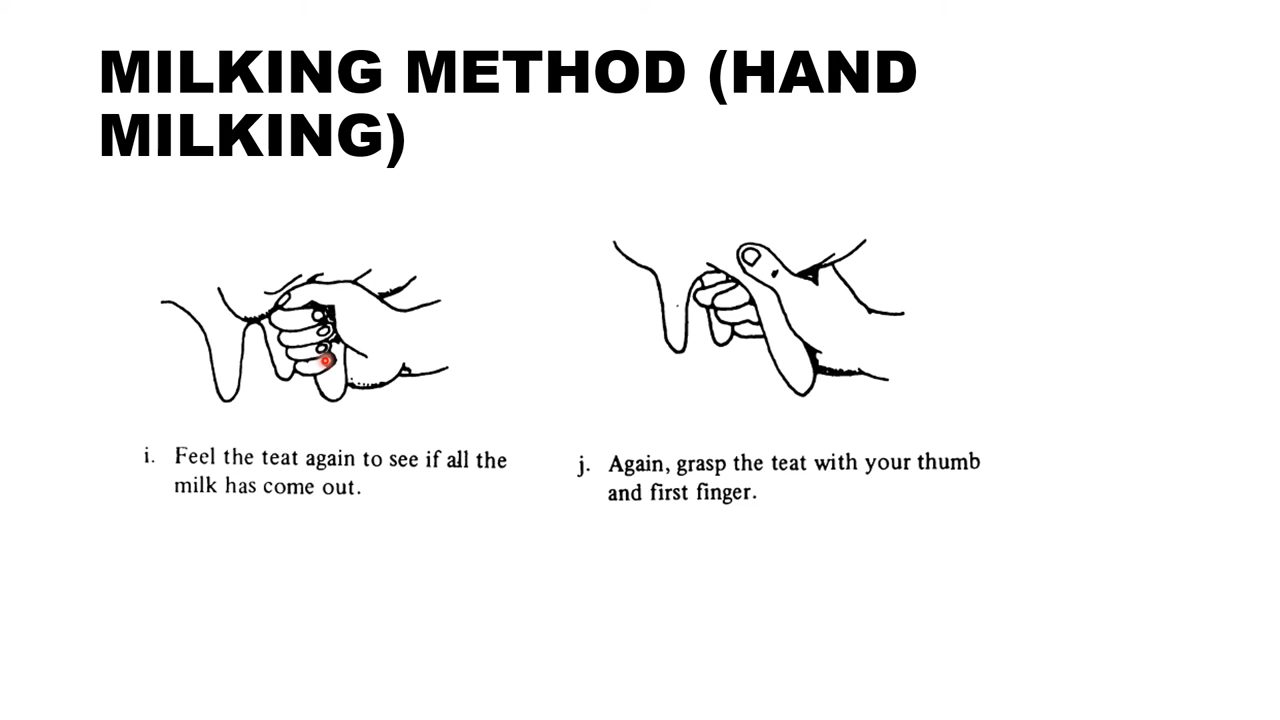 MILKING METHOD (HAND
MILKING)
i. Feel the teat again to see if all the
milk has come out.
j. Again, grasp the teat with your thumb
and first finger.